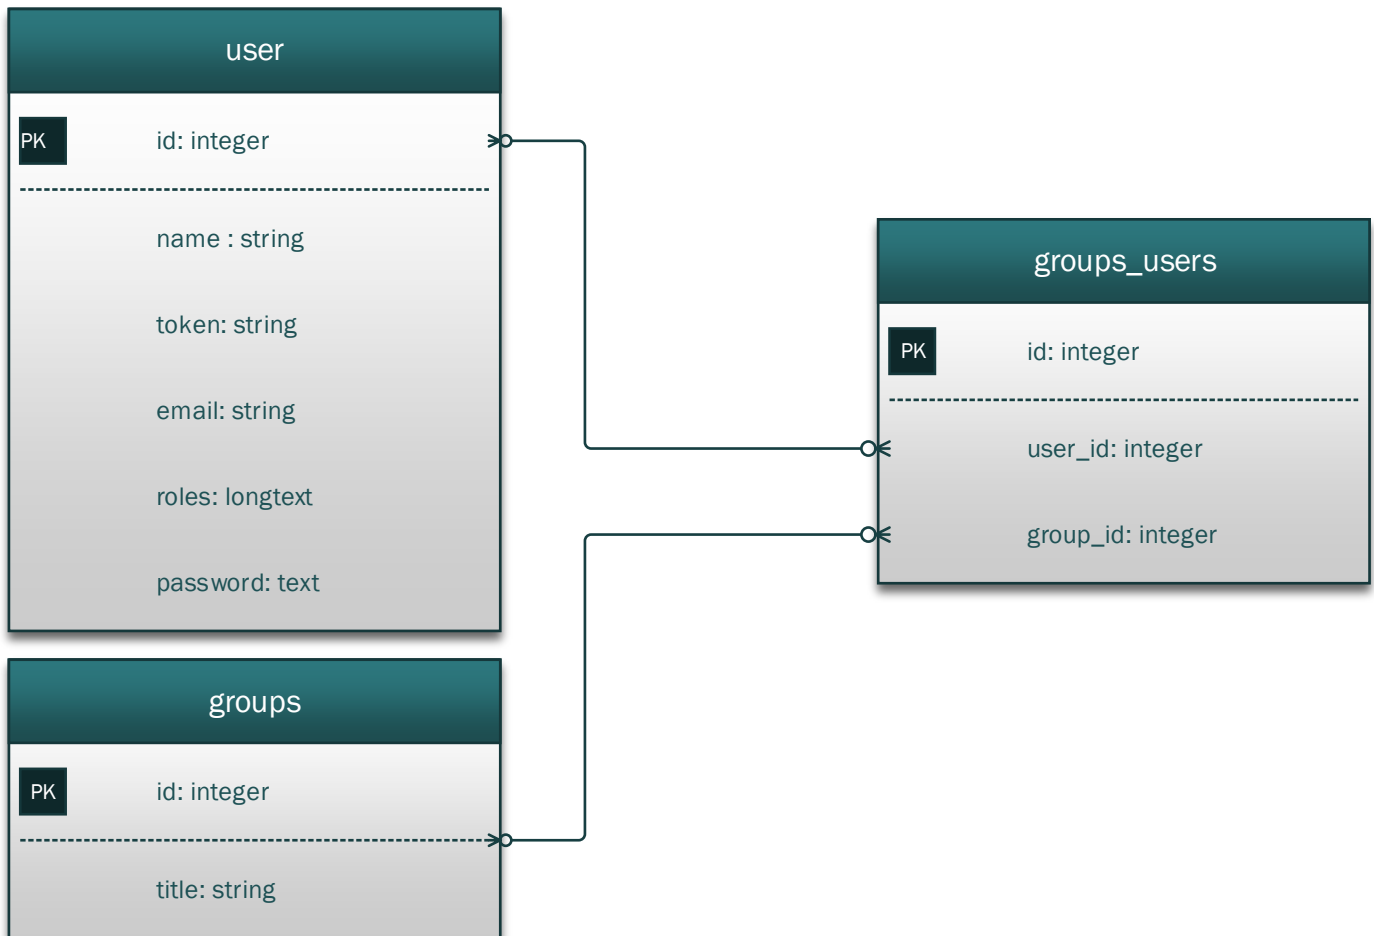 user
PK
id: integer
name : string
token: string
email: string
roles: longtext
password: text
groups_users
PK
id: integer
user_id: integer
group_id: integer
groups
PK
id: integer
title: string